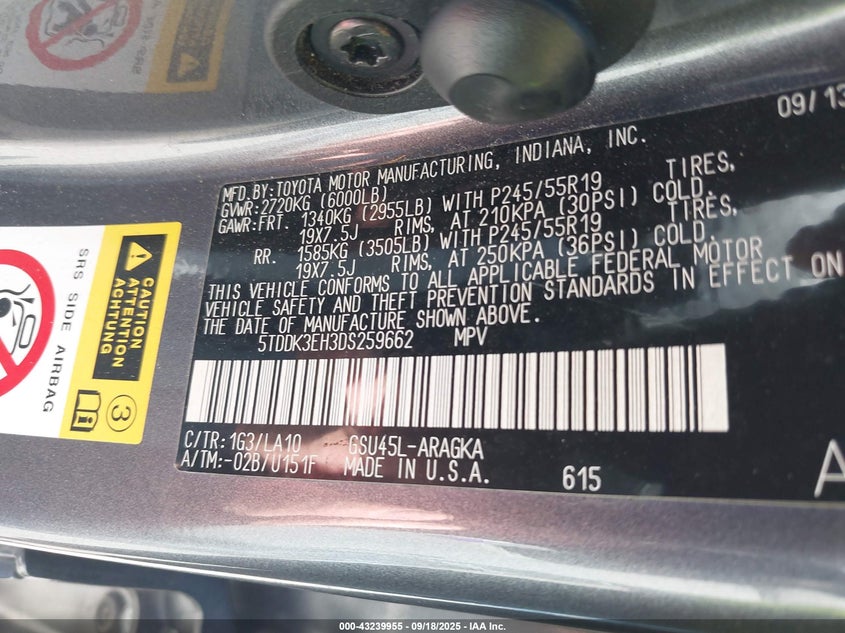 09/13
MFD.BY:TOYOTA MOTOR MANUFACTURING, INDIANA, INC.
GVWR:2720KG (6000LB)
GAWR:FRT. 1340KG (2955LB) WITH P245/55R19 TIRES,
19X7.5J RIMS, AT 210KPA (30PSI) COLD.
RR. 1585KG (3505LB) WITH P245/55R19 TIRES,
19X7.5J RIMS, AT 250KPA (36PSI) COLD.
THIS VEHICLE CONFORMS TO ALL APPLICABLE FEDERAL MOTOR
VEHICLE SAFETY AND THEFT PREVENTION STANDARDS IN EFFECT ON
THE DATE OF MANUFACTURE SHOWN ABOVE.
5TDDK3EH3DS259662 MPV
C/TR:1G3/LA10 GSU45L-ARAGKA
A/TM:-02B/U151F MADE IN U.S.A.
615
A
CAUTION
ATTENTION
ACHTUNG
SRS SIDE AIRBAG
3
000-43239955 - 09/18/2025 - IAA Inc.